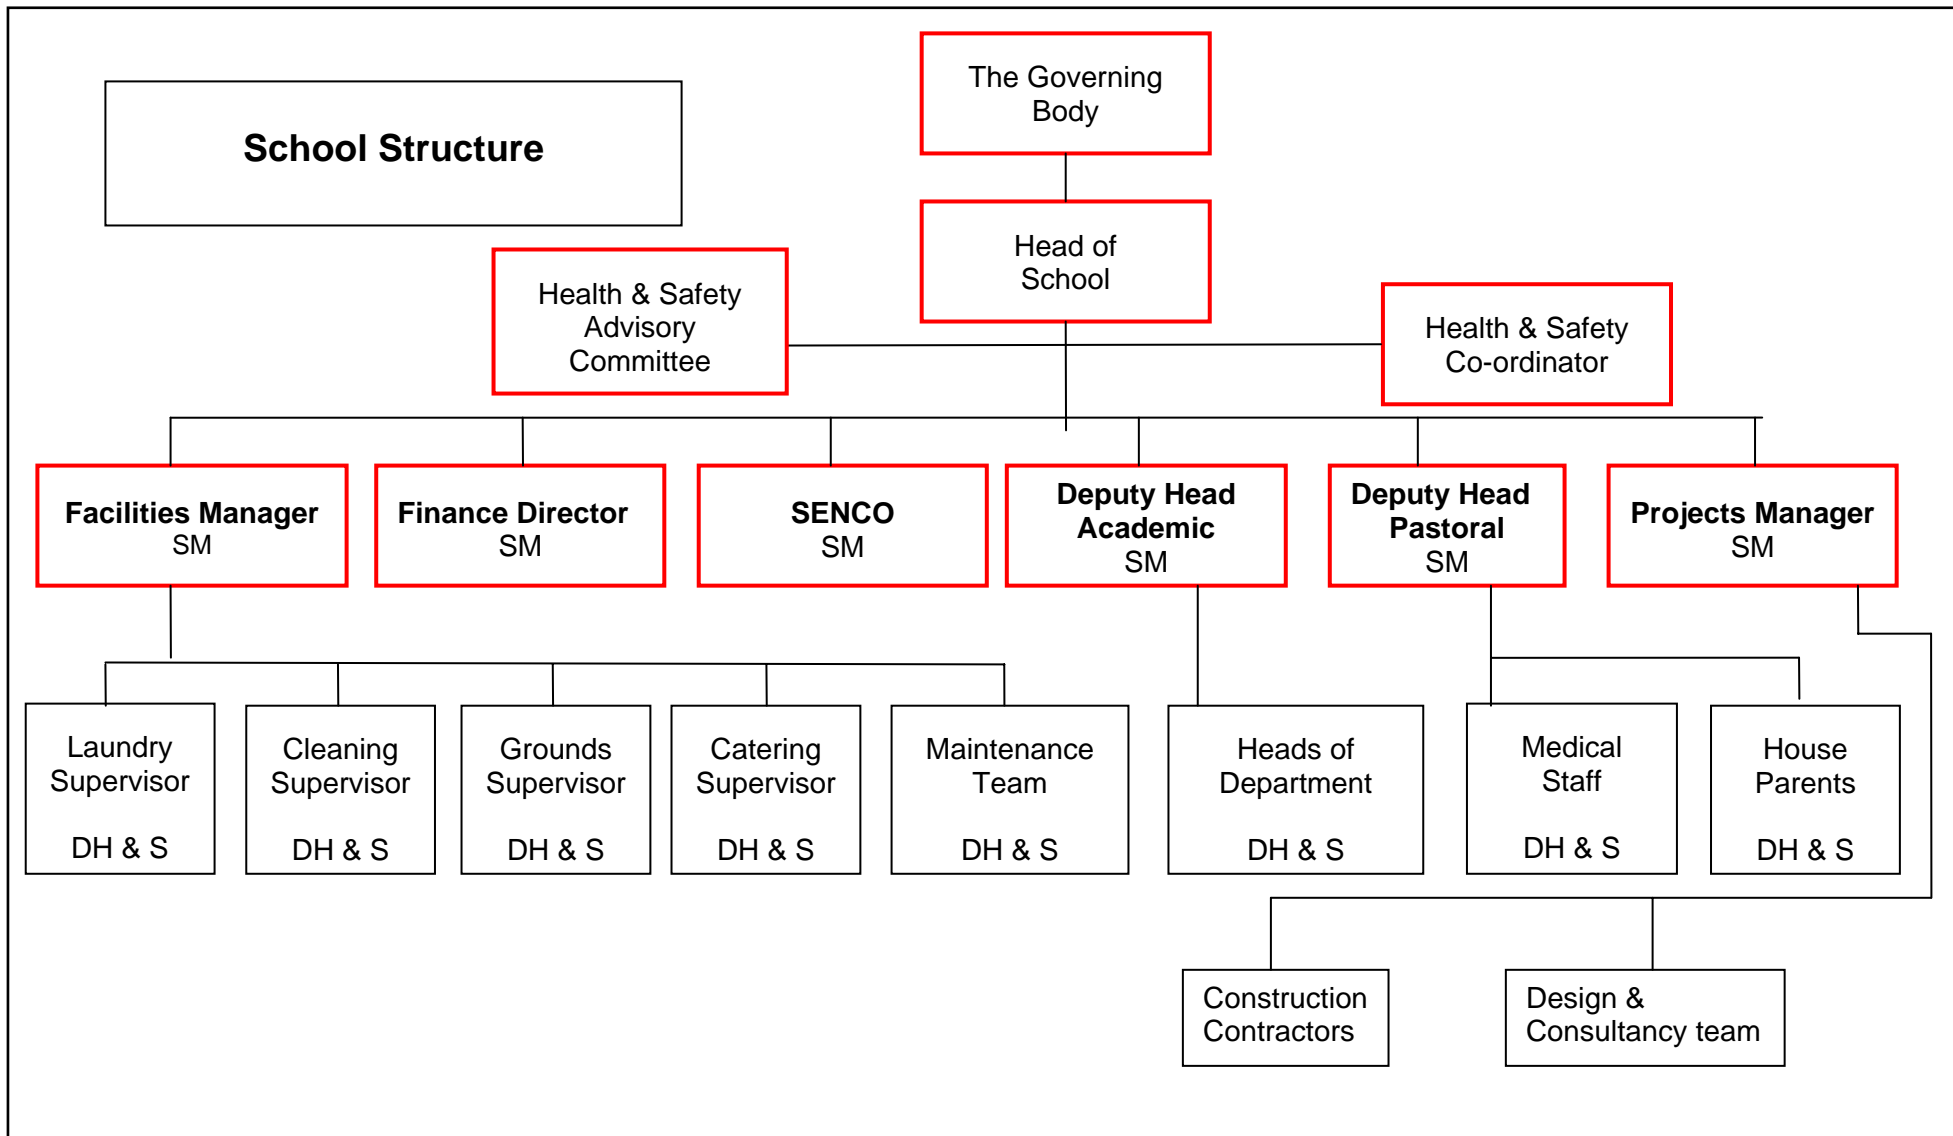 The Governing
Body
School Structure
Head of
School
Health & Safety
Advisory
Committee
Health & Safety
Co-ordinator
Facilities Manager
SM
Finance Director
SM
SENCO
SM
Deputy Head
Academic
SM
Deputy Head
Pastoral
SM
Projects Manager
SM
Laundry
Supervisor
DH & S
Cleaning
Supervisor
DH & S
Grounds
Supervisor
DH & S
Catering
Supervisor
DH & S
Maintenance
Team
DH & S
Heads of
Department
DH & S
Medical
Staff
DH & S
House
Parents
DH & S
Construction
Contractors
Design &
Consultancy team